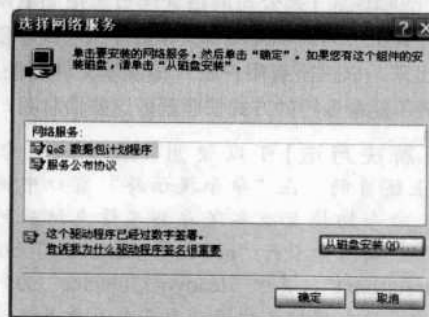 选择网络服务
单击要安装的网络服务，然后单击“确定”。如果您有这个组件的安
装磁盘，请单击“从磁盘安装”。
网络服务:
QoS 数据包计划程序
服务公布协议
这个驱动程序已经过数字签署。
告诉我为什么驱动程序签名很重要
从磁盘安装(H)...
确定
取消